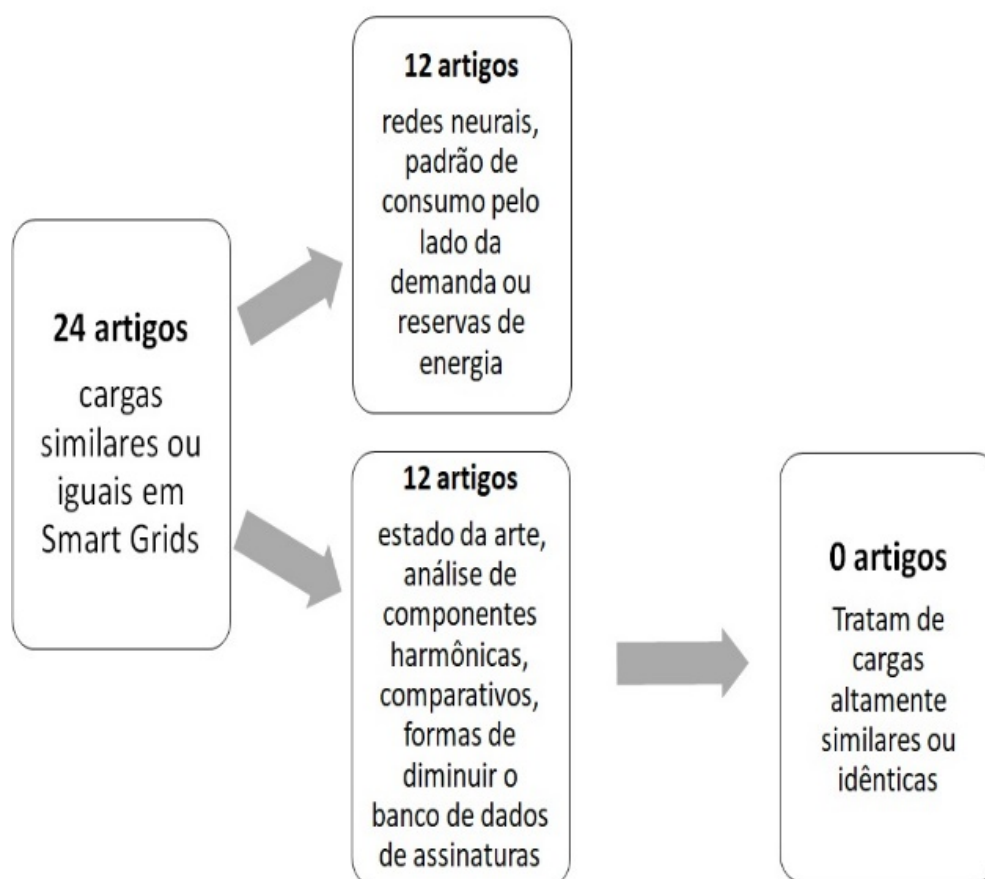 24 artigos
cargas
similares ou
iguais em
Smart Grids
12 artigos
redes neurais,
padrão de
consumo pelo
lado da
demanda ou
reservas de
energia
12 artigos
estado da arte,
análise de
componentes
harmônicas,
comparativos,
formas de
diminuir o
banco de dados
de assinaturas
0 artigos
Tratam de
cargas
altamente
similares ou
idênticas